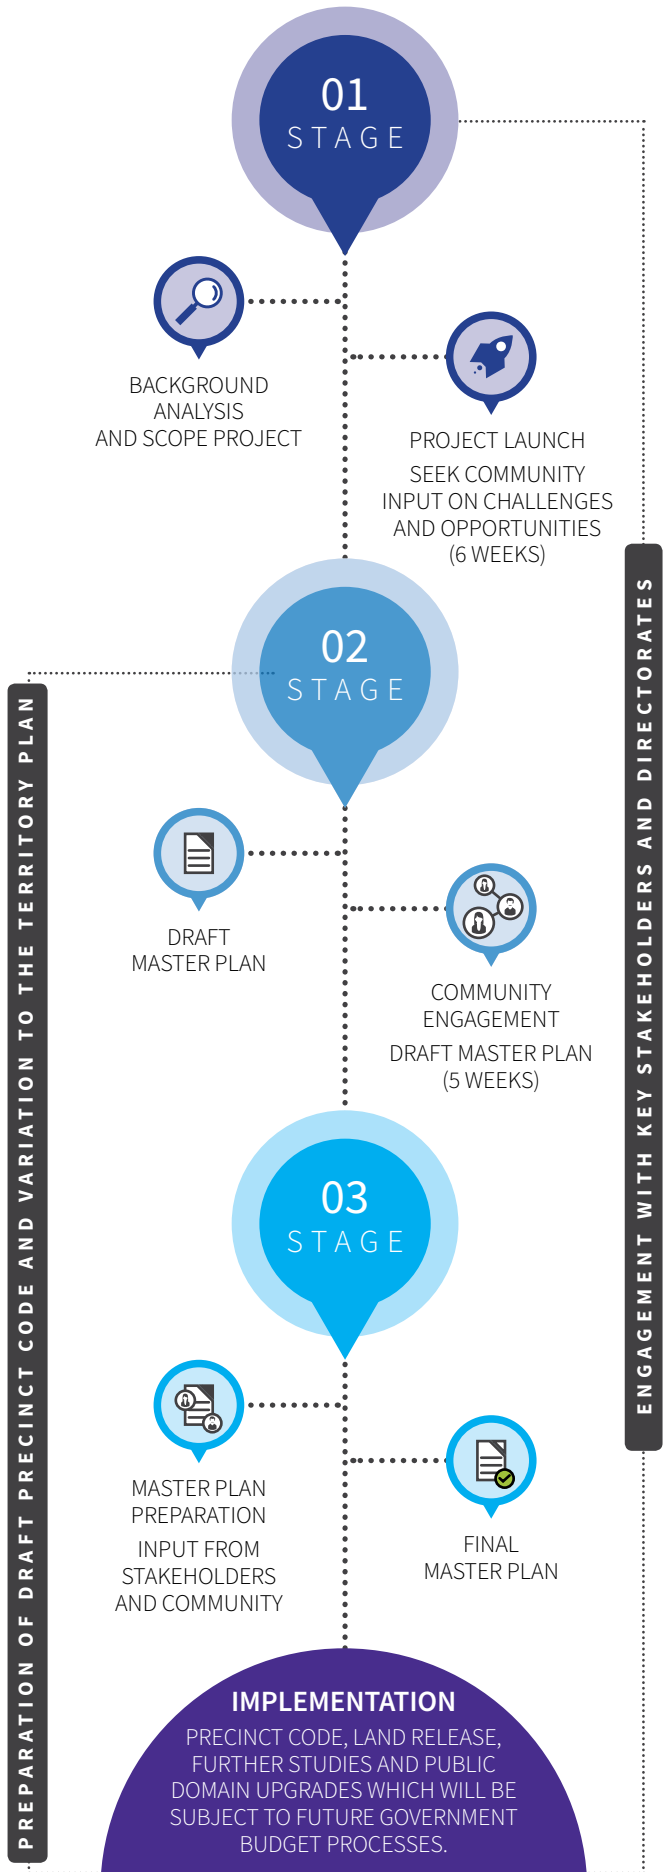 01
STAGE
BACKGROUND
ANALYSIS
AND SCOPE PROJECT
PROJECT LAUNCH
SEEK COMMUNITY
INPUT ON CHALLENGES
AND OPPORTUNITIES
(6 WEEKS)
02
STAGE
DRAFT
MASTER PLAN
COMMUNITY
ENGAGEMENT
DRAFT MASTER PLAN
(5 WEEKS)
03
STAGE
MASTER PLAN
PREPARATION
INPUT FROM
STAKEHOLDERS
AND COMMUNITY
FINAL
MASTER PLAN
IMPLEMENTATION
PRECINCT CODE, LAND RELEASE,
FURTHER STUDIES AND PUBLIC
DOMAIN UPGRADES WHICH WILL BE
SUBJECT TO FUTURE GOVERNMENT
BUDGET PROCESSES.
PREPARATION OF DRAFT PRECINCT CODE AND VARIATION TO THE TERRITORY PLAN
ENGAGEMENT WITH KEY STAKEHOLDERS AND DIRECTORATES